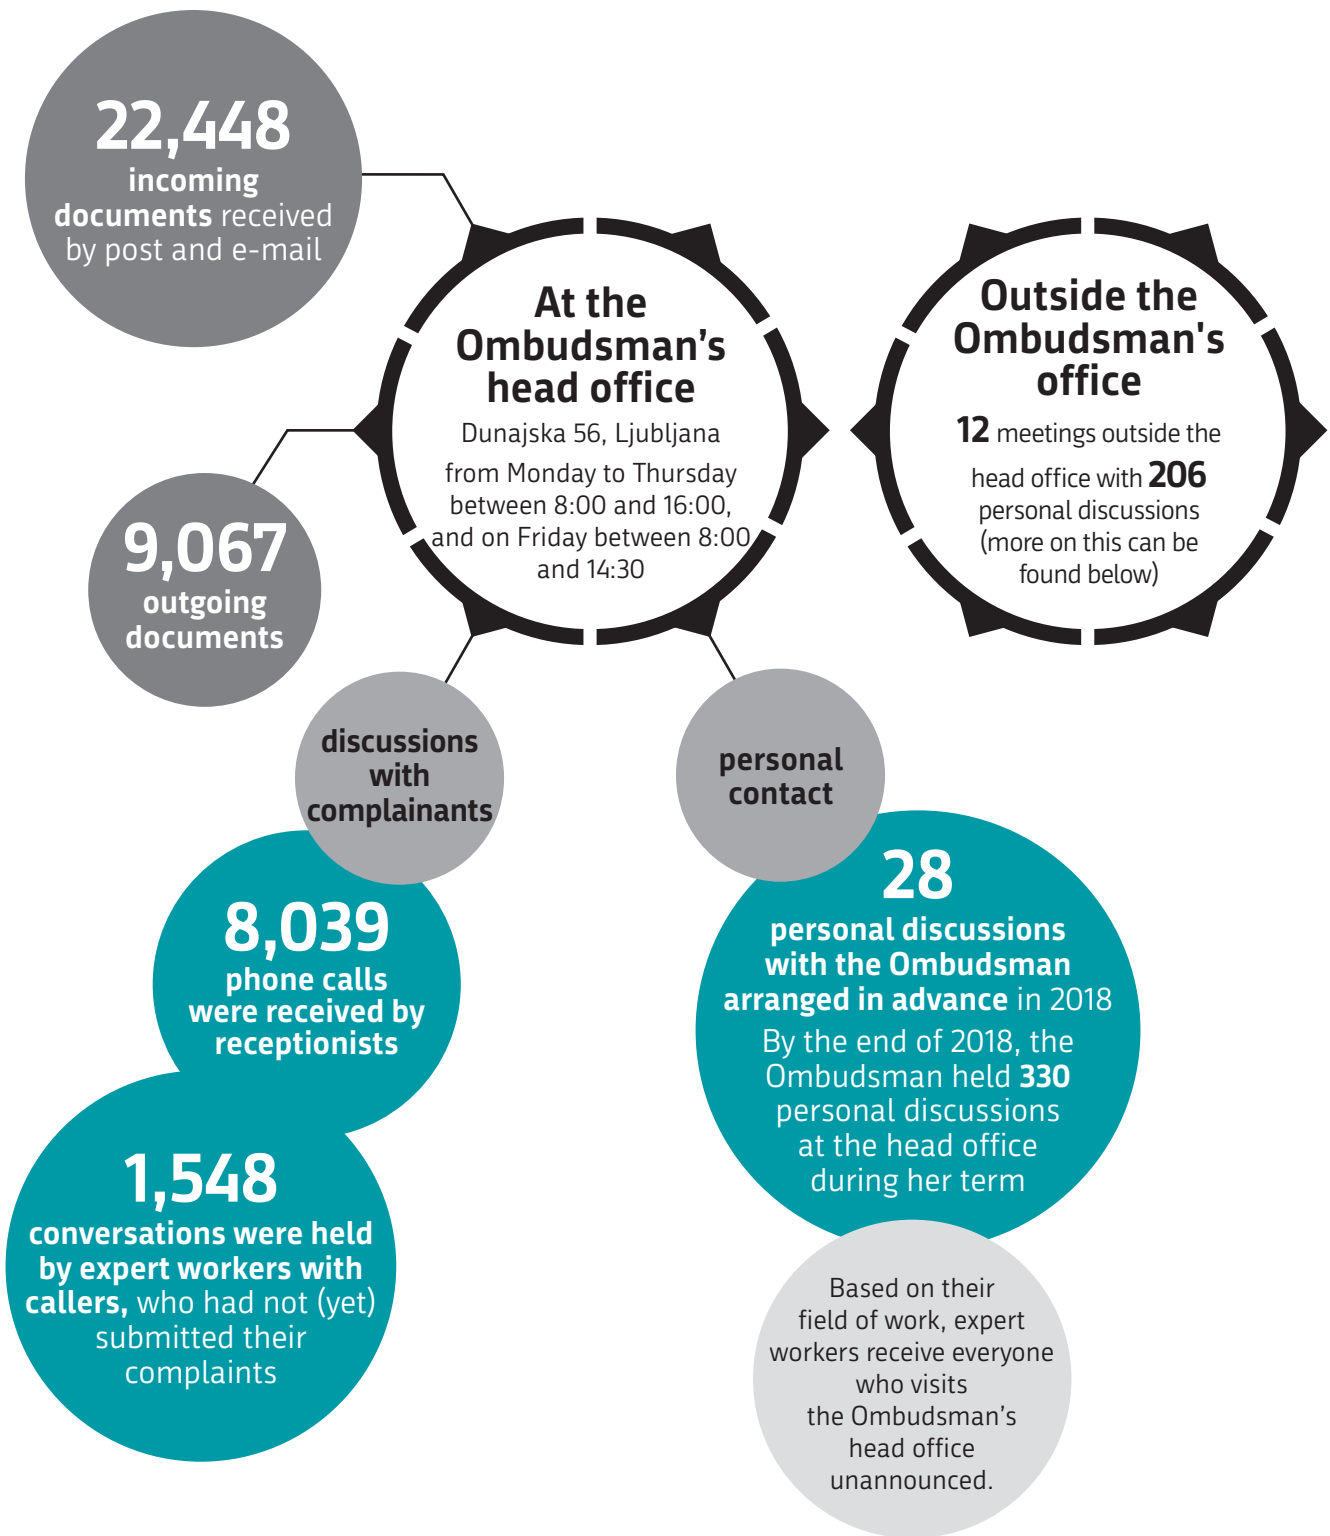 22,448
incoming
documents received
by post and e-mail
At the
Ombudsman’s
head office
Dunajska 56, Ljubljana
from Monday to Thursday
between 8:00 and 16:00,
and on Friday between 8:00
and 14:30
Outside the
Ombudsman's
office
12 meetings outside the
head office with 206
personal discussions
(more on this can be
found below)
9,067
outgoing
documents
discussions
with
complainants
personal
contact
8,039
phone calls
were received by
receptionists
28
personal discussions
with the Ombudsman
arranged in advance in 2018
By the end of 2018, the
Ombudsman held 330
personal discussions
at the head office
during her term
1,548
conversations were held
by expert workers with
callers, who had not (yet)
submitted their
complaints
Based on their
field of work, expert
workers receive everyone
who visits
the Ombudsman’s
head office
unannounced.